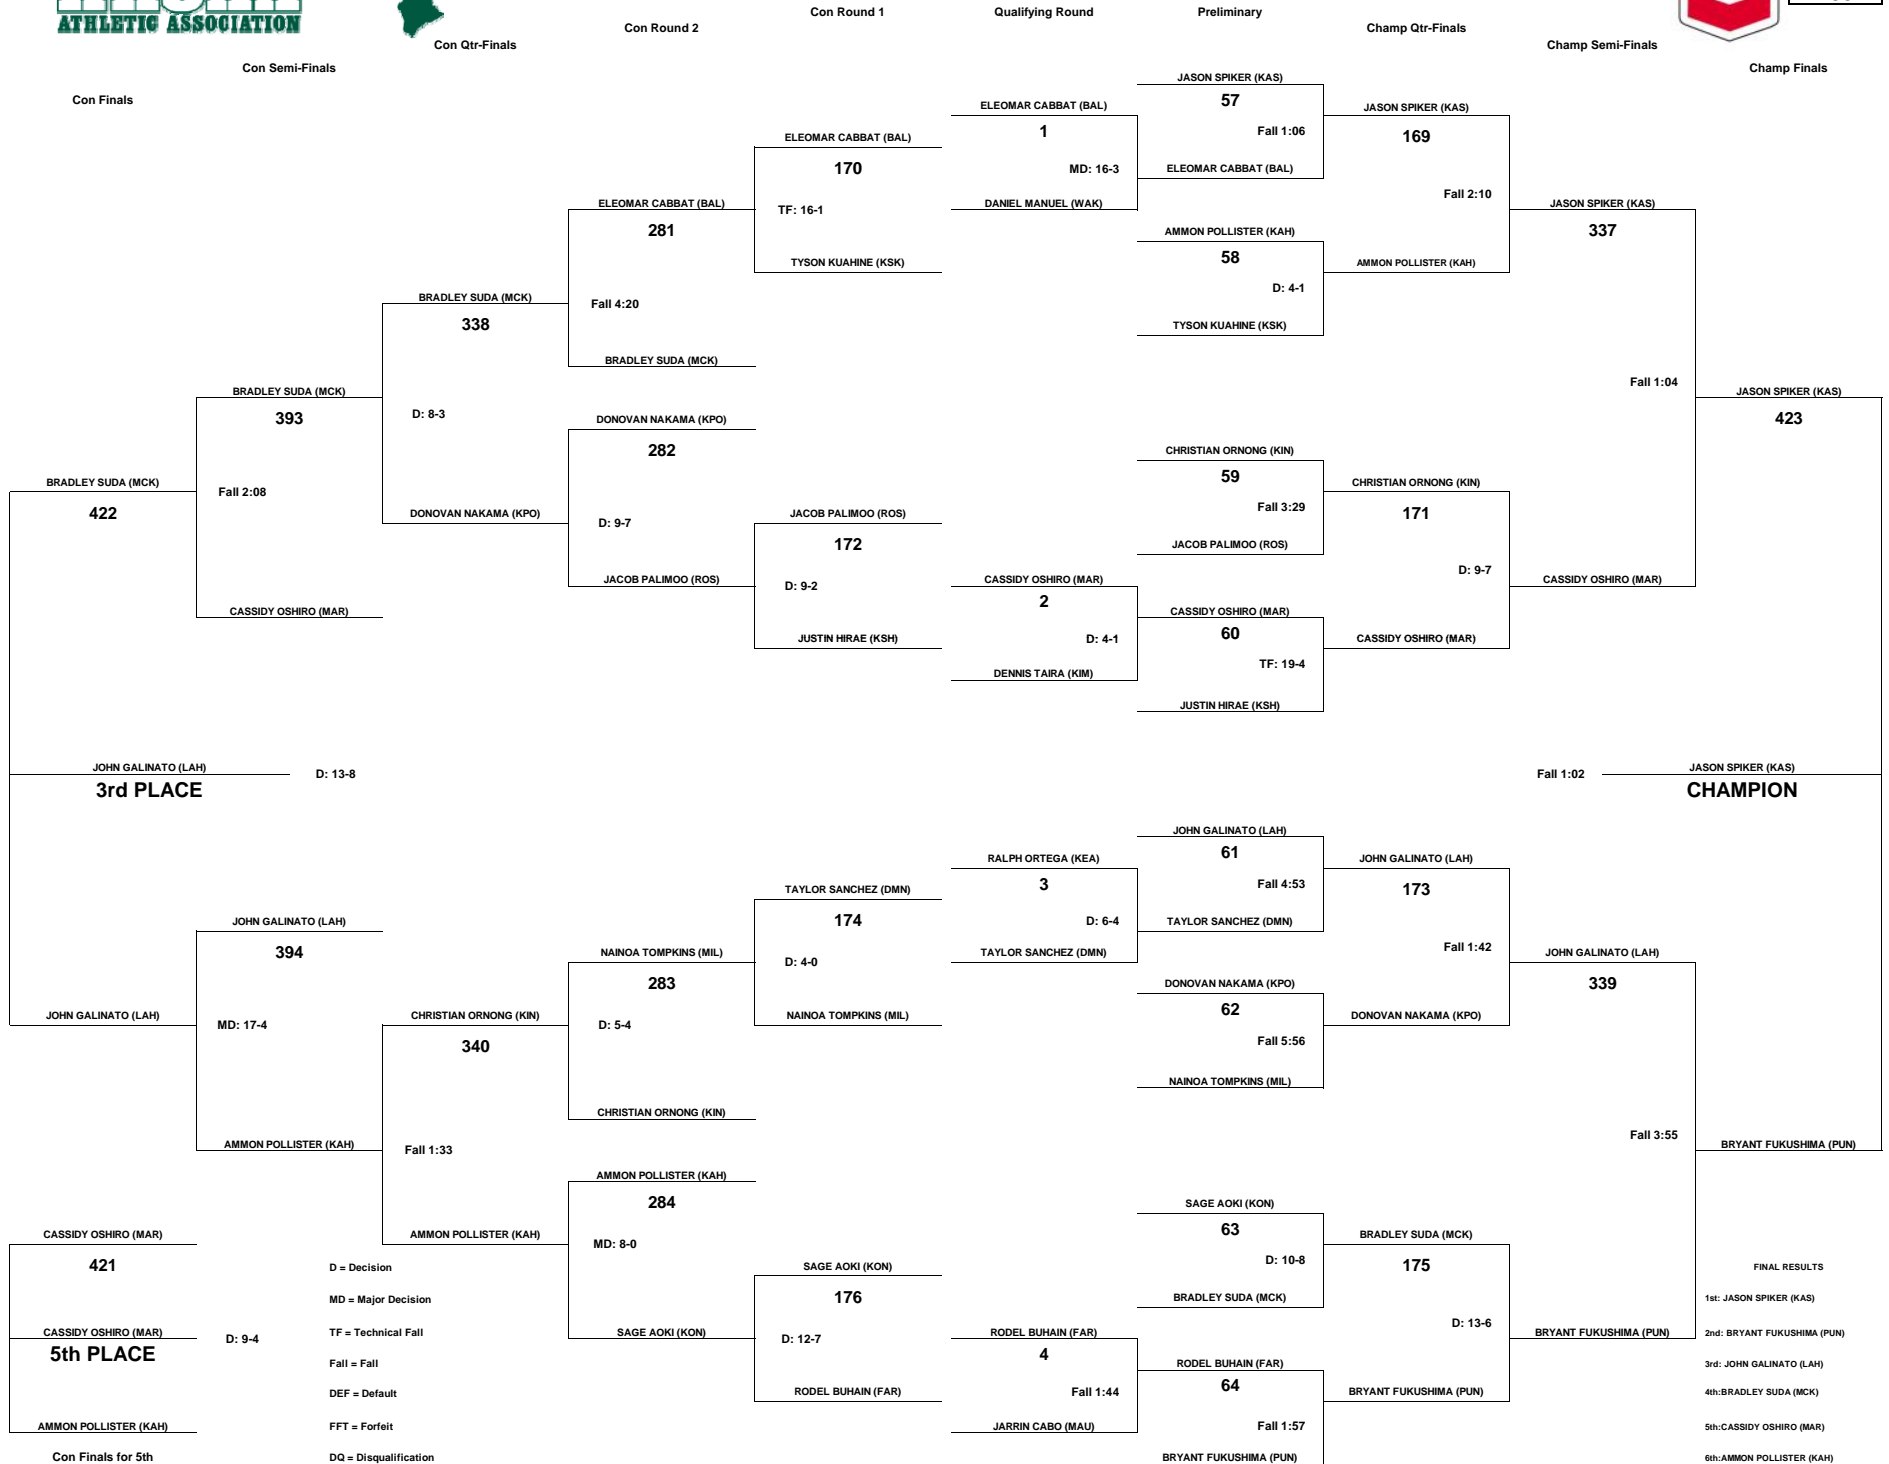 ATHLETIC ASSOCIATION
Con Finals
Con Semi-Finals
Con Qtr-Finals
Con Round 2
Con Round 1
Qualifying Round
Preliminary
Champ Qtr-Finals
Champ Semi-Finals
Champ Finals
BRADLEY SUDA (MCK)
422
JOHN GALINATO (LAH)
3rd PLACE
D: 13-8
JOHN GALINATO (LAH)
CASSIDY OSHIRO (MAR)
421
CASSIDY OSHIRO (MAR)
5th PLACE
D: 9-4
AMMON POLLISTER (KAH)
Con Finals for 5th
BRADLEY SUDA (MCK)
393
Fall 2:08
CASSIDY OSHIRO (MAR)
JOHN GALINATO (LAH)
394
MD: 17-4
AMMON POLLISTER (KAH)
BRADLEY SUDA (MCK)
338
D: 8-3
DONOVAN NAKAMA (KPO)
CHRISTIAN ORNONG (KIN)
340
Fall 1:33
AMMON POLLISTER (KAH)
D = Decision
MD = Major Decision
TF = Technical Fall
Fall = Fall
DEF = Default
FFT = Forfeit
DQ = Disqualification
ELEOMAR CABBAT (BAL)
281
Fall 4:20
BRADLEY SUDA (MCK)
DONOVAN NAKAMA (KPO)
282
D: 9-7
JACOB PALIMOO (ROS)
NAINOA TOMPKINS (MIL)
283
D: 5-4
CHRISTIAN ORNONG (KIN)
AMMON POLLISTER (KAH)
284
MD: 8-0
SAGE AOKI (KON)
ELEOMAR CABBAT (BAL)
170
TF: 16-1
TYSON KUAHINE (KSK)
JACOB PALIMOO (ROS)
172
D: 9-2
JUSTIN HIRAE (KSH)
TAYLOR SANCHEZ (DMN)
174
D: 4-0
NAINOA TOMPKINS (MIL)
SAGE AOKI (KON)
176
D: 12-7
RODEL BUHAIN (FAR)
ELEOMAR CABBAT (BAL)
1
MD: 16-3
DANIEL MANUEL (WAK)
CASSIDY OSHIRO (MAR)
2
D: 4-1
DENNIS TAIRA (KIM)
RALPH ORTEGA (KEA)
3
D: 6-4
TAYLOR SANCHEZ (DMN)
RODEL BUHAIN (FAR)
4
Fall 1:44
JARRIN CABO (MAU)
JASON SPIKER (KAS)
57
Fall 1:06
ELEOMAR CABBAT (BAL)
AMMON POLLISTER (KAH)
58
D: 4-1
TYSON KUAHINE (KSK)
CHRISTIAN ORNONG (KIN)
59
Fall 3:29
JACOB PALIMOO (ROS)
CASSIDY OSHIRO (MAR)
60
TF: 19-4
JUSTIN HIRAE (KSH)
JOHN GALINATO (LAH)
61
Fall 4:53
TAYLOR SANCHEZ (DMN)
DONOVAN NAKAMA (KPO)
62
Fall 5:56
NAINOA TOMPKINS (MIL)
SAGE AOKI (KON)
63
D: 10-8
BRADLEY SUDA (MCK)
RODEL BUHAIN (FAR)
64
Fall 1:57
BRYANT FUKUSHIMA (PUN)
JASON SPIKER (KAS)
169
Fall 2:10
AMMON POLLISTER (KAH)
CHRISTIAN ORNONG (KIN)
171
D: 9-7
CASSIDY OSHIRO (MAR)
JOHN GALINATO (LAH)
173
Fall 1:42
DONOVAN NAKAMA (KPO)
BRADLEY SUDA (MCK)
175
D: 13-6
BRYANT FUKUSHIMA (PUN)
JASON SPIKER (KAS)
337
Fall 1:04
CASSIDY OSHIRO (MAR)
JOHN GALINATO (LAH)
339
Fall 3:55
BRYANT FUKUSHIMA (PUN)
JASON SPIKER (KAS)
423
Fall 1:02
JASON SPIKER (KAS)
CHAMPION
BRYANT FUKUSHIMA (PUN)
FINAL RESULTS
1st: JASON SPIKER (KAS)
2nd: BRYANT FUKUSHIMA (PUN)
3rd: JOHN GALINATO (LAH)
4th:BRADLEY SUDA (MCK)
5th:CASSIDY OSHIRO (MAR)
6th:AMMON POLLISTER (KAH)